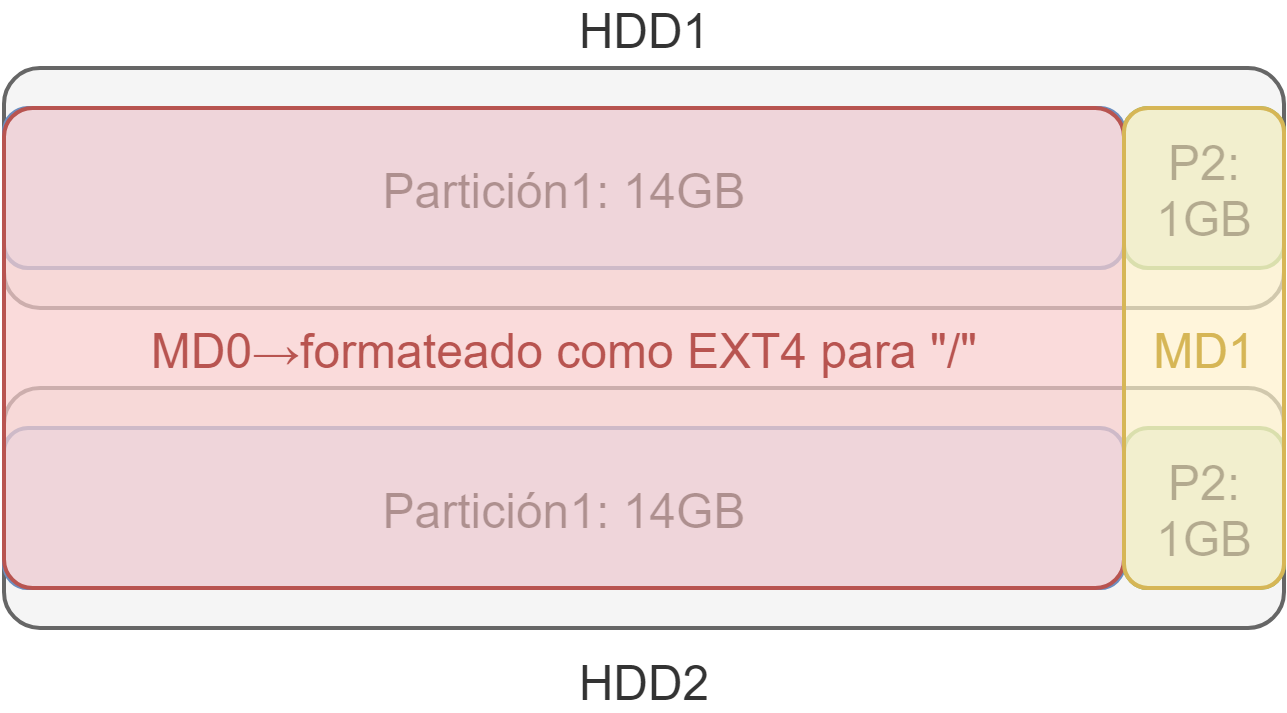 HDD1
Partición1: 14GB
P2:
1GB
MD0→formateado como EXT4 para "/"
MD1
Partición1: 14GB
P2:
1GB
HDD2